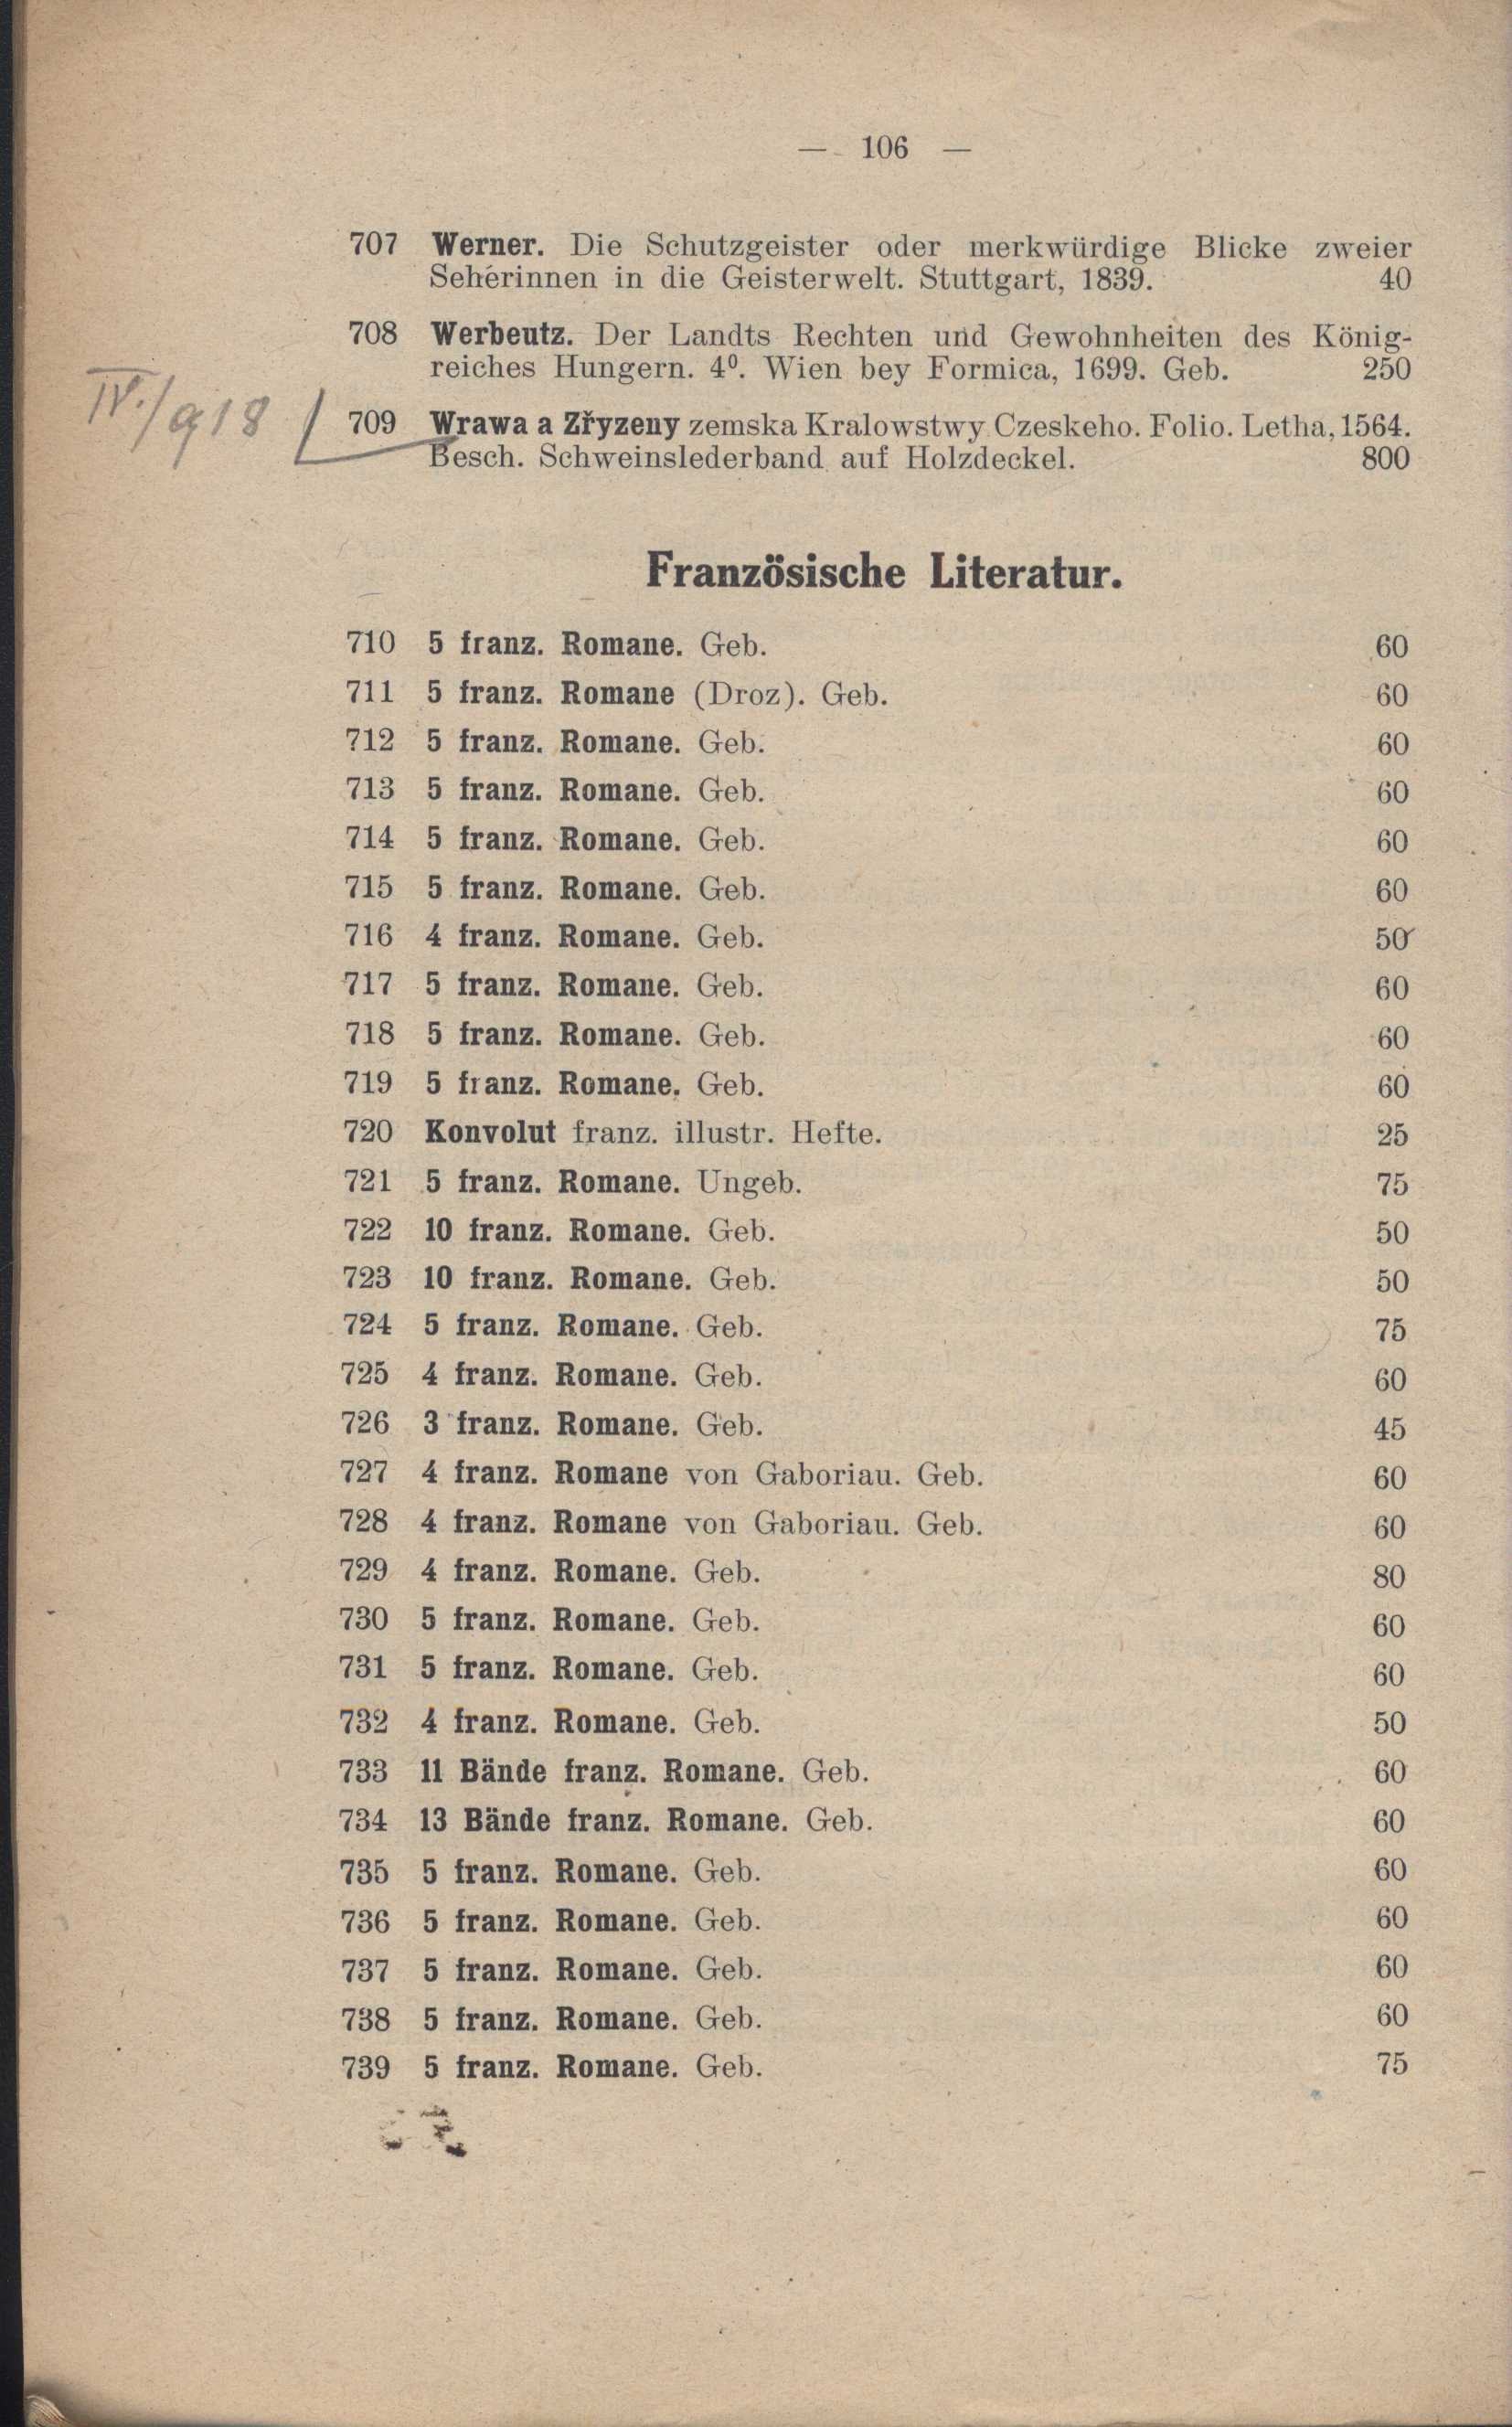 — 106 —
707 Werner. Die Schutzgeister oder merkwürdige Blicke zweier
Seherinnen in die Geisterwelt. Stuttgart, 1839. 40
708 Werbeutz. Der Landts Rechten und Gewohnheiten des König-
reiches Hungern. 4⁰. Wien bey Formica, 1699. Geb. 250
IV./918
709 Wrawa a Zřyzeny zemska Kralowstwy Czeskeho. Folio. Letha, 1564.
Besch. Schweinslederband auf Holzdeckel. 800
Französische Literatur.
710 5 franz. Romane. Geb. 60
711 5 franz. Romane (Droz). Geb. 60
712 5 franz. Romane. Geb. 60
713 5 franz. Romane. Geb. 60
714 5 franz. Romane. Geb. 60
715 5 franz. Romane. Geb. 60
716 4 franz. Romane. Geb. 50
717 5 franz. Romane. Geb. 60
718 5 franz. Romane. Geb. 60
719 5 franz. Romane. Geb. 60
720 Konvolut franz. illustr. Hefte. 25
721 5 franz. Romane. Ungeb. 75
722 10 franz. Romane. Geb. 50
723 10 franz. Romane. Geb. 50
724 5 franz. Romane. Geb. 75
725 4 franz. Romane. Geb. 60
726 3 franz. Romane. Geb. 45
727 4 franz. Romane von Gaboriau. Geb. 60
728 4 franz. Romane von Gaboriau. Geb. 60
729 4 franz. Romane. Geb. 80
730 5 franz. Romane. Geb. 60
731 5 franz. Romane. Geb. 60
732 4 franz. Romane. Geb. 50
733 11 Bände franz. Romane. Geb. 60
734 13 Bände franz. Romane. Geb. 60
735 5 franz. Romane. Geb. 60
736 5 franz. Romane. Geb. 60
737 5 franz. Romane. Geb. 60
738 5 franz. Romane. Geb. 60
739 5 franz. Romane. Geb. 75